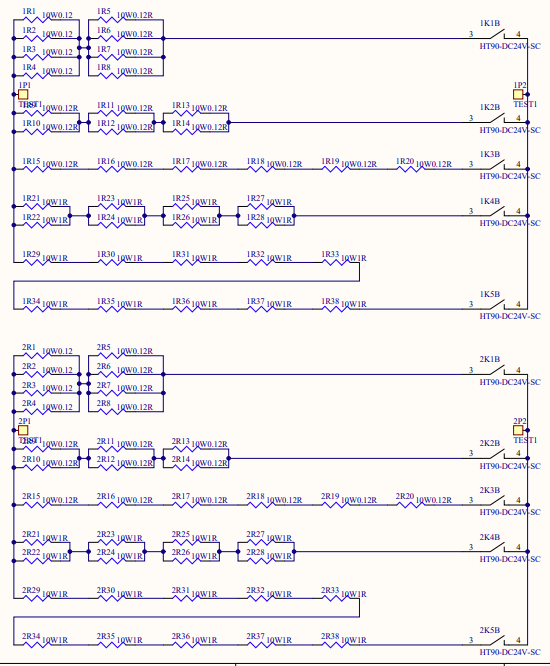 1R1 10W0.12 1R5 10W0.12R
1R2 10W0.12 1R6 10W0.12R 1K1B
1R3 10W0.12 1R7 10W0.12R 3 4
1R4 10W0.12 1R8 10W0.12R HT90-DC24V-SC
1P1 1P2
TEST1 TEST1
10W0.12R 1R11 10W0.12R 1R13 10W0.12R 1K2B
1R10 10W0.12R 1R12 10W0.12R 1R14 10W0.12R 3 4
HT90-DC24V-SC
1K3B
1R15 10W0.12R 1R16 10W0.12R 1R17 10W0.12R 1R18 10W0.12R 1R19 10W0.12R 1R20 10W0.12R 3 4
HT90-DC24V-SC
1R21 10W1R 1R23 10W1R 1R25 10W1R 1R27 10W1R 1K4B
1R22 10W1R 1R24 10W1R 1R26 10W1R 1R28 10W1R 3 4
HT90-DC24V-SC
1R29 10W1R 1R30 10W1R 1R31 10W1R 1R32 10W1R 1R33 10W1R
1K5B
1R34 10W1R 1R35 10W1R 1R36 10W1R 1R37 10W1R 1R38 10W1R 3 4
HT90-DC24V-SC
2R1 10W0.12 2R5 10W0.12R
2R2 10W0.12 2R6 10W0.12R 2K1B
2R3 10W0.12 2R7 10W0.12R 3 4
2R4 10W0.12 2R8 10W0.12R HT90-DC24V-SC
2P1 2P2
TEST1 TEST1
10W0.12R 2R11 10W0.12R 2R13 10W0.12R 2K2B
2R10 10W0.12R 2R12 10W0.12R 2R14 10W0.12R 3 4
HT90-DC24V-SC
2K3B
2R15 10W0.12R 2R16 10W0.12R 2R17 10W0.12R 2R18 10W0.12R 2R19 10W0.12R 2R20 10W0.12R 3 4
HT90-DC24V-SC
2R21 10W1R 2R23 10W1R 2R25 10W1R 2R27 10W1R 2K4B
2R22 10W1R 2R24 10W1R 2R26 10W1R 2R28 10W1R 3 4
HT90-DC24V-SC
2R29 10W1R 2R30 10W1R 2R31 10W1R 2R32 10W1R 2R33 10W1R
2K5B
2R34 10W1R 2R35 10W1R 2R36 10W1R 2R37 10W1R 2R38 10W1R 3 4
HT90-DC24V-SC